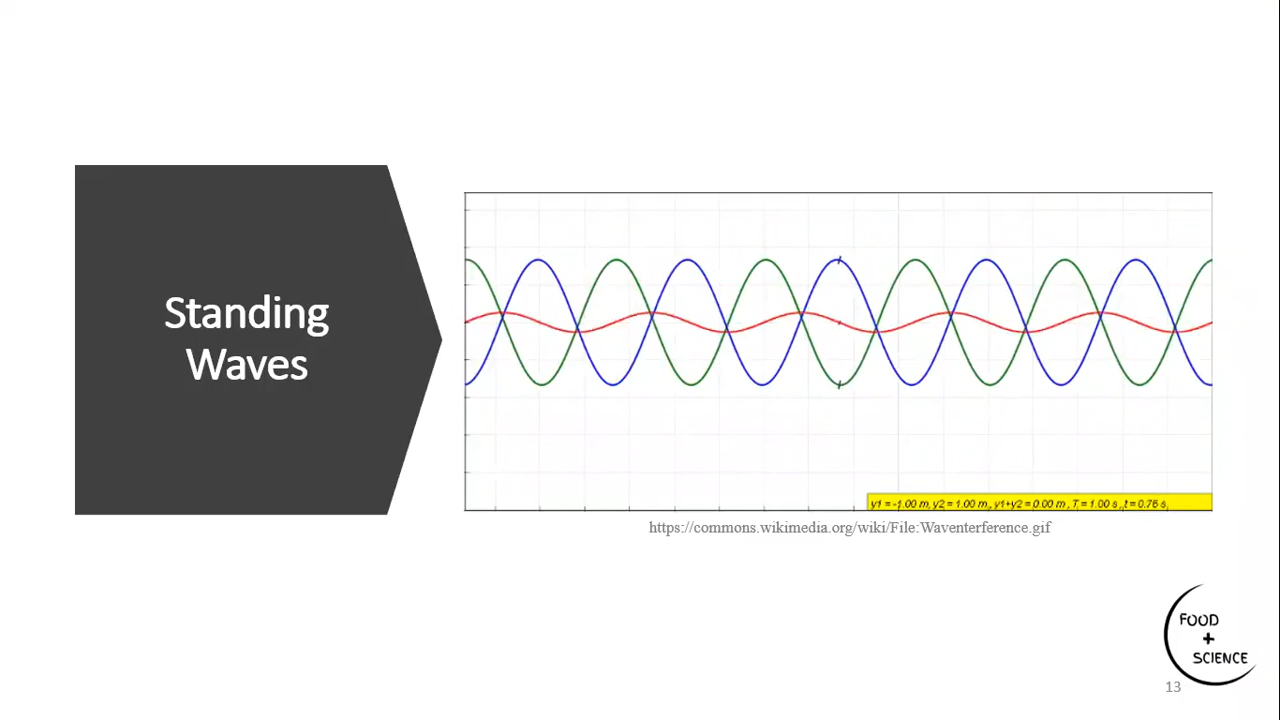 Standing
Waves
y1 = -1.00 m, y2 = 1.00 m, y1+y2 = 0.00 m , T = 1.00 s , t = 0.76 s,
https://commons.wikimedia.org/wiki/File:Waventerference.gif
FOOD
+
SCIENCE
13